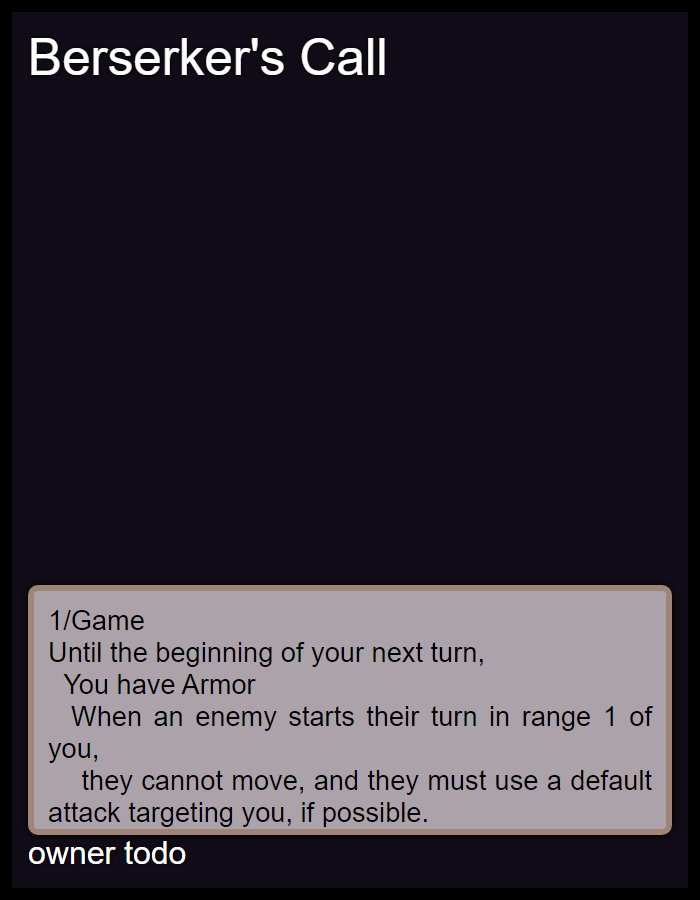 Berserker's Call
1/Game
Until the beginning of your next turn,
You have Armor
When an enemy starts their turn in range 1 of
you,
they cannot move, and they must use a default
attack targeting you, if possible.
owner todo